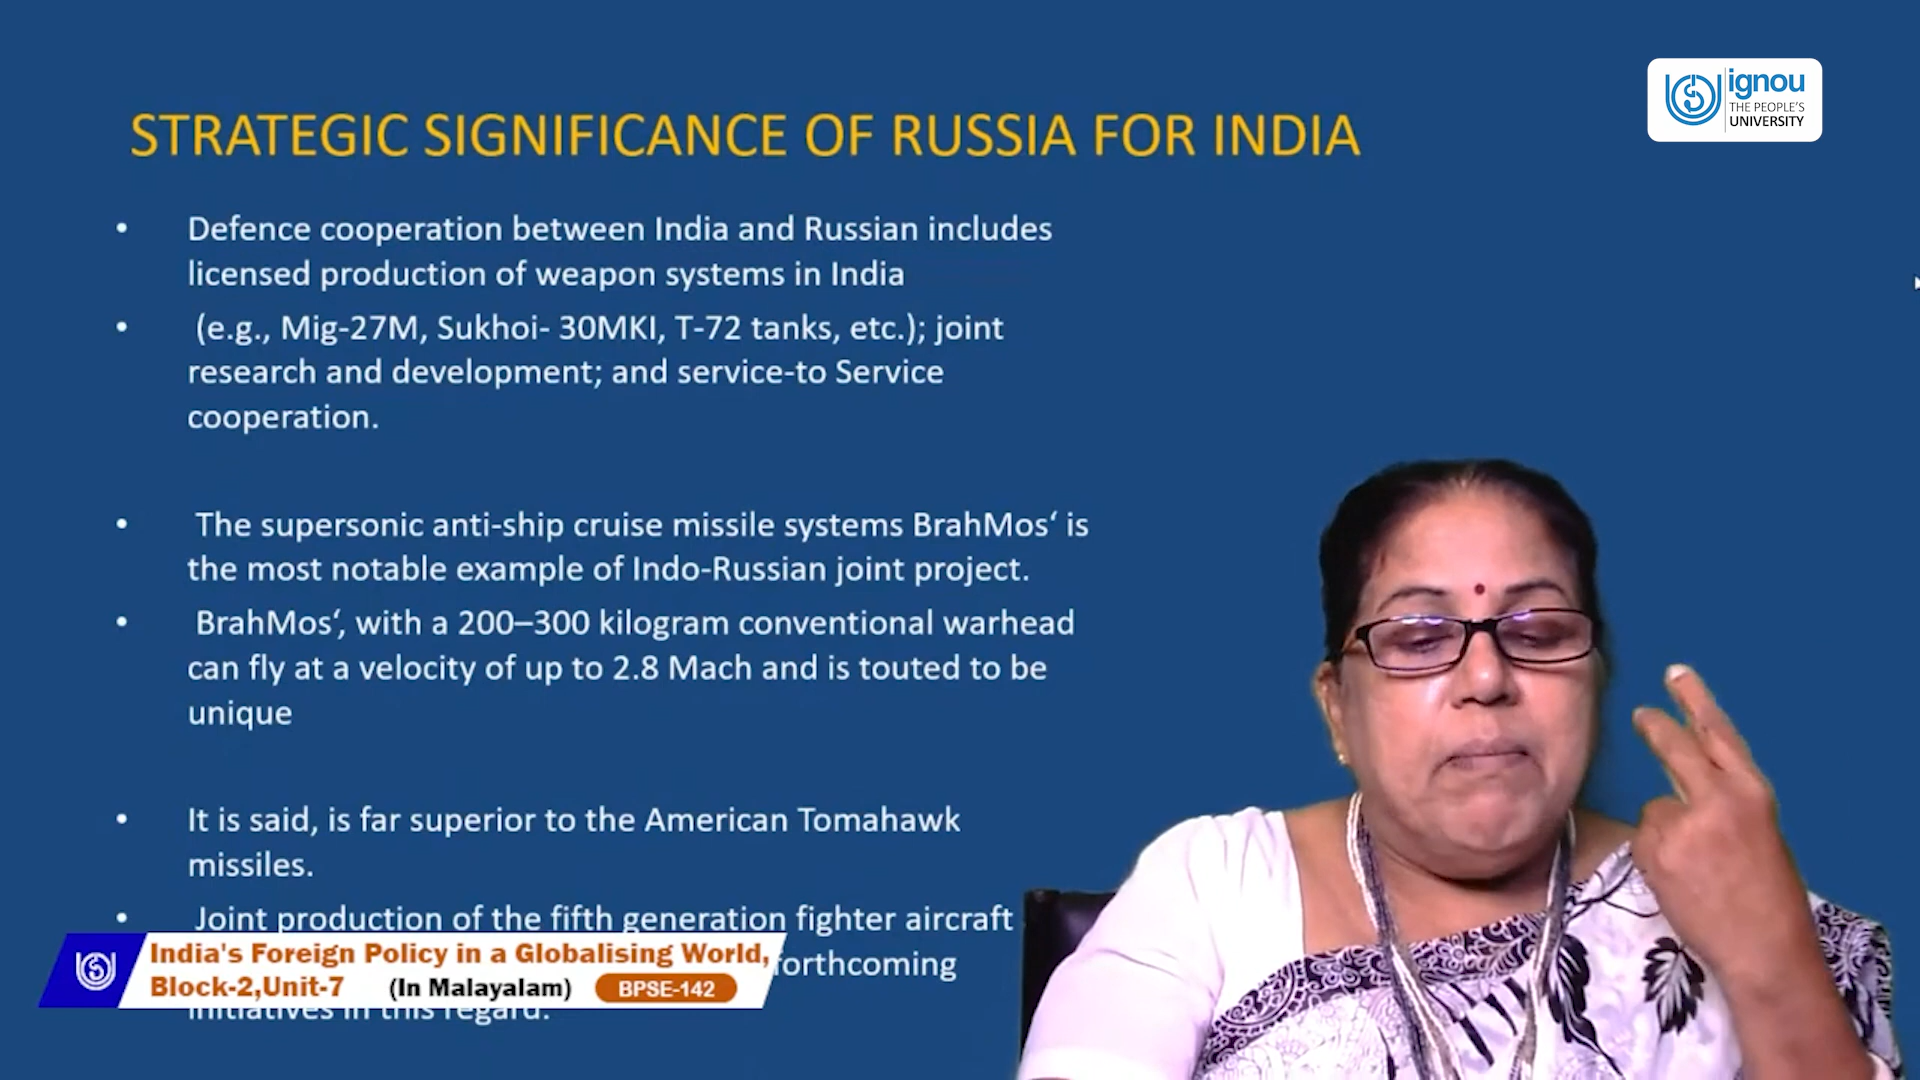 ignou
THE PEOPLE'S
UNIVERSITY
STRATEGIC SIGNIFICANCE OF RUSSIA FOR INDIA
• Defence cooperation between India and Russian includes
licensed production of weapon systems in India
• (e.g., Mig-27M, Sukhoi- 30MKI, T-72 tanks, etc.); joint
research and development; and service-to Service
cooperation.
• The supersonic anti-ship cruise missile systems BrahMos‘ is
the most notable example of Indo-Russian joint project.
• BrahMos‘, with a 200–300 kilogram conventional warhead
can fly at a velocity of up to 2.8 Mach and is touted to be
unique
• It is said, is far superior to the American Tomahawk
missiles.
• Joint production of the fifth generation fighter aircraft
forthcoming
initiatives in this regard.
India's Foreign Policy in a Globalising World,
Block-2,Unit-7 (In Malayalam) BPSE-142